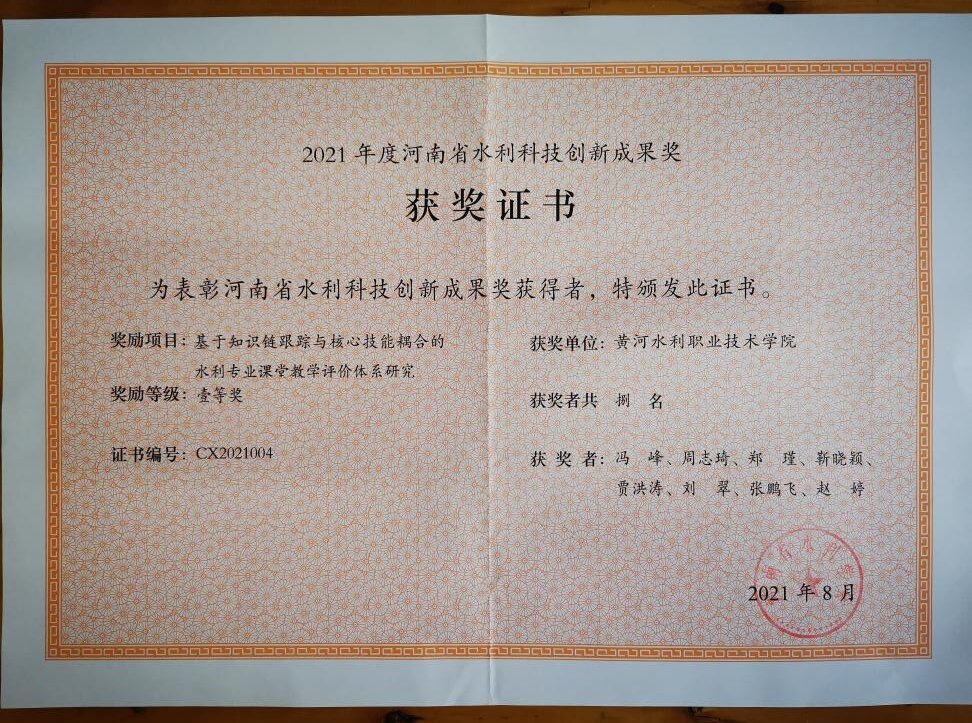 2021 年度河南省水利科技创新成果奖
获奖证书
为表彰河南省水利科技创新成果奖获得者，特颁发此证书。
奖励项目：基于知识链跟踪与核心技能耦合的
水利专业课堂教学评价体系研究
奖励等级：壹等奖
证书编号：CX2021004
获奖单位：黄河水利职业技术学院
获奖者共 捌 名
获 奖 者：冯 峰、周志琦、郑 瑾、靳晓颖、
贾洪涛、刘 翠、张鹏飞、赵 婷
2021 年 8 月